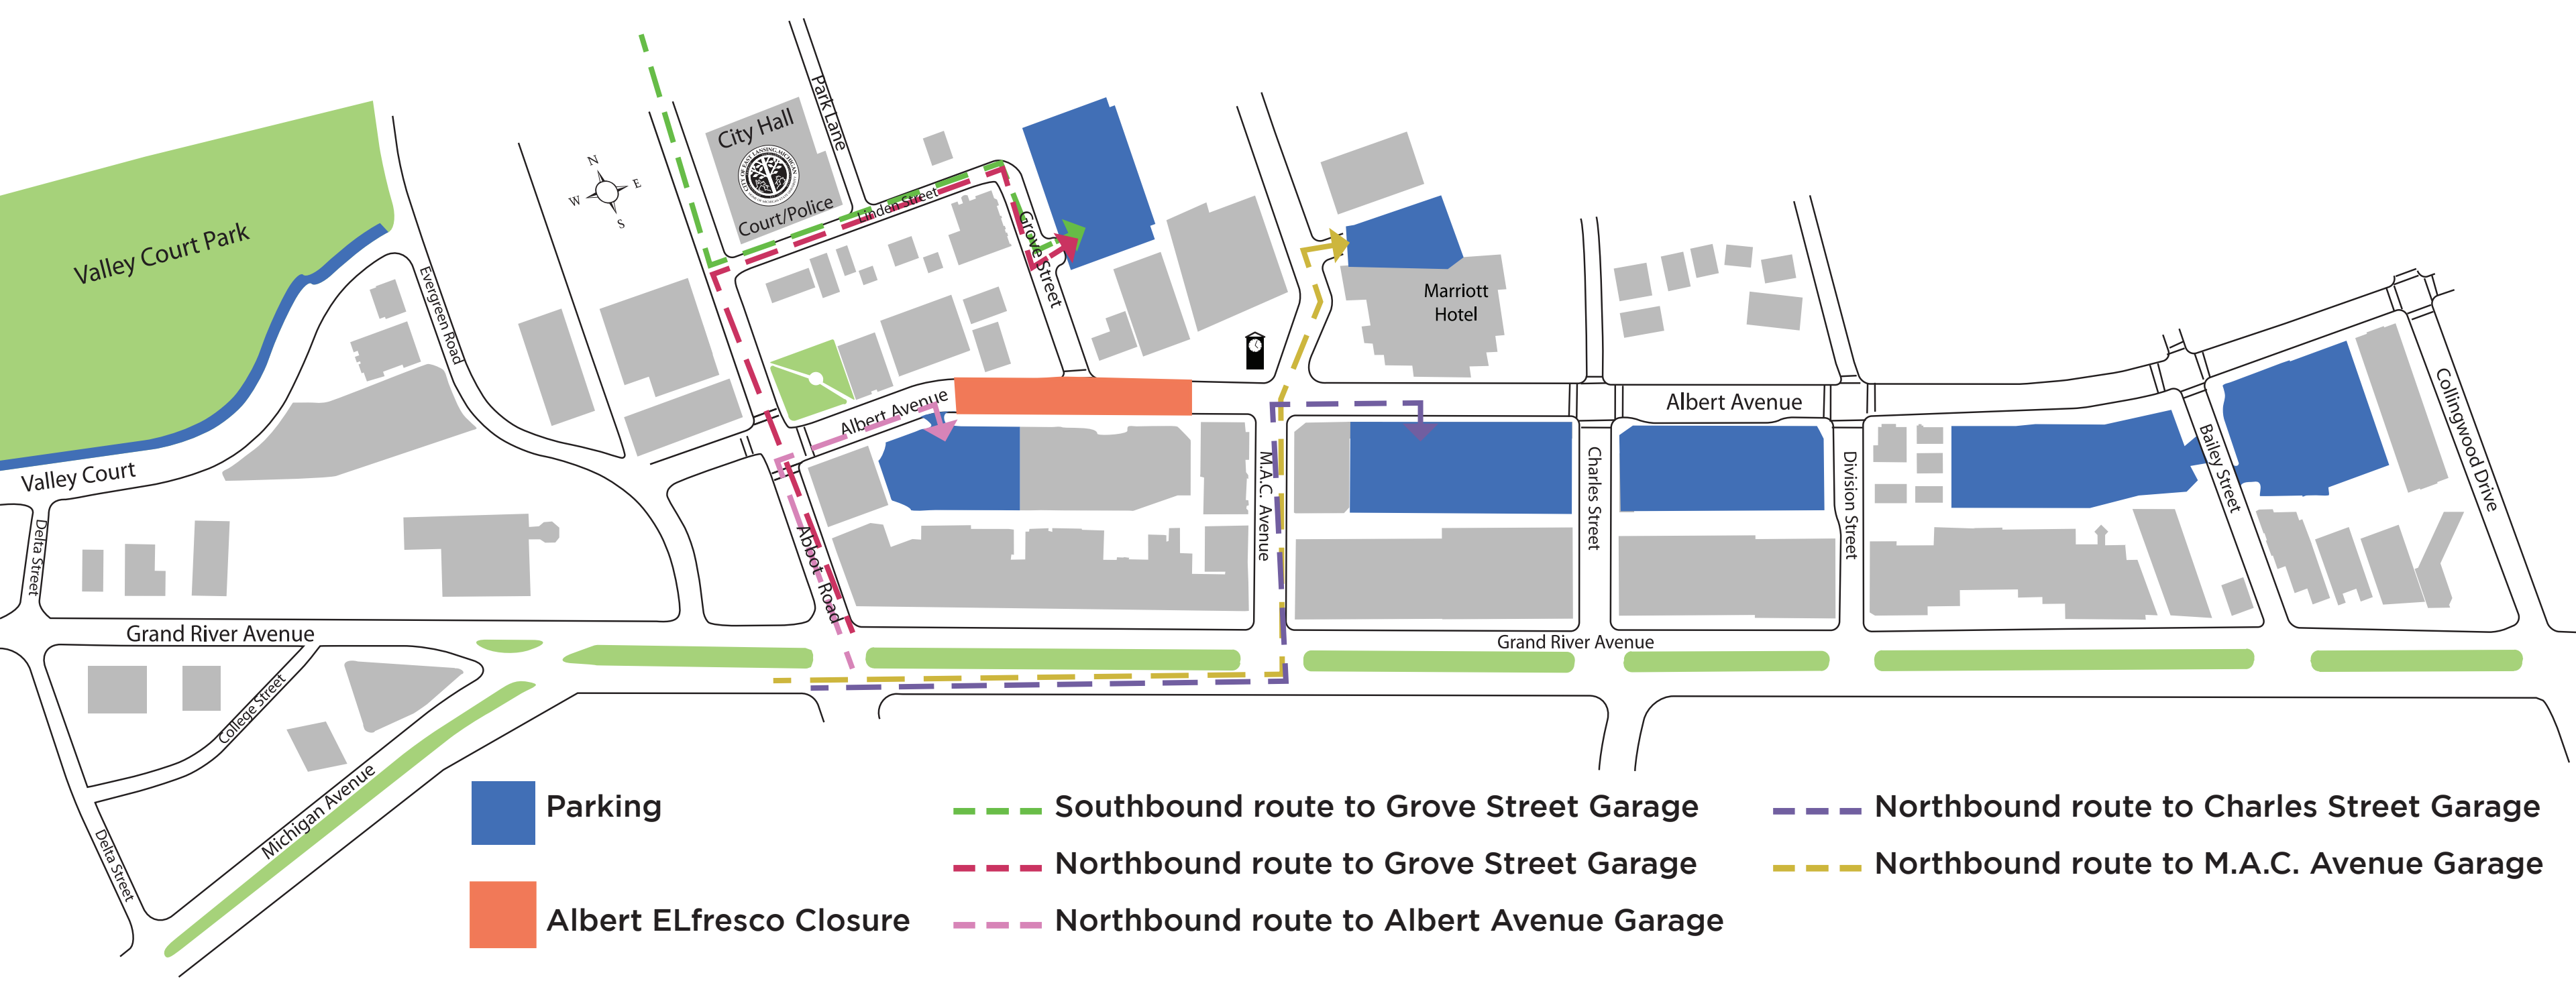 Park Lane
City Hall
Court/Police
N
W
E
S
Linden Street
Grove Street
Valley Court Park
Evergreen Road
Marriott
Hotel
Albert Avenue
Albert Avenue
Valley Court
Delta Street
Abbot Road
M.A.C. Avenue
Charles Street
Division Street
Bailey Street
Collingwood Drive
Grand River Avenue
Grand River Avenue
College Street
Michigan Avenue
Delta Street
Parking
Albert ELfresco Closure
Southbound route to Grove Street Garage
Northbound route to Grove Street Garage
Northbound route to Albert Avenue Garage
Northbound route to Charles Street Garage
Northbound route to M.A.C. Avenue Garage